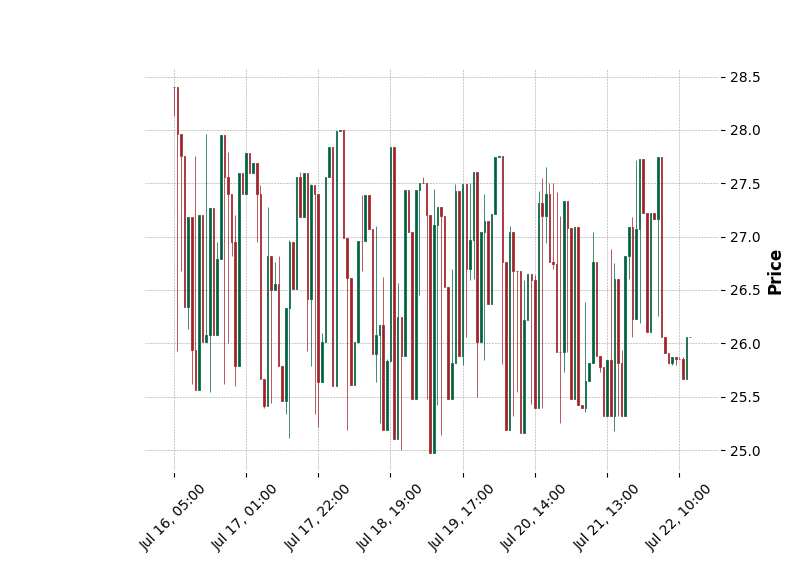 28.5
28.0
27.5
27.0
26.5
26.0
25.5
25.0
Price
Jul 16, 05:00
Jul 17, 01:00
Jul 17, 22:00
Jul 18, 19:00
Jul 19, 17:00
Jul 20, 14:00
Jul 21, 13:00
Jul 22, 10:00